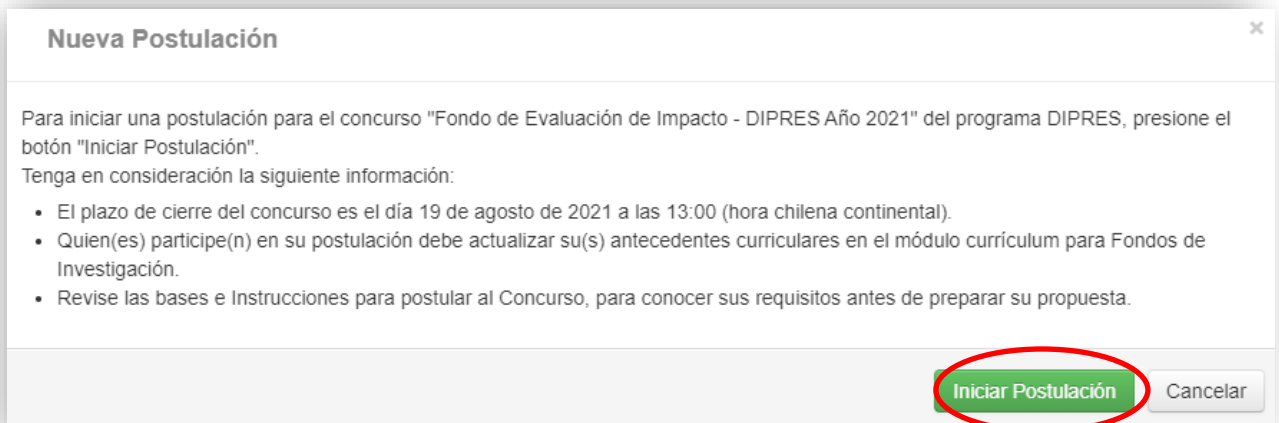 Nueva Postulación
×
Para iniciar una postulación para el concurso "Fondo de Evaluación de Impacto - DIPRES Año 2021" del programa DIPRES, presione el
botón "Iniciar Postulación".
Tenga en consideración la siguiente información:
• El plazo de cierre del concurso es el día 19 de agosto de 2021 a las 13:00 (hora chilena continental).
• Quien(es) participe(n) en su postulación debe actualizar su(s) antecedentes curriculares en el módulo currículum para Fondos de
Investigación.
• Revise las bases e Instrucciones para postular al Concurso, para conocer sus requisitos antes de preparar su propuesta.
Iniciar Postulación
Cancelar